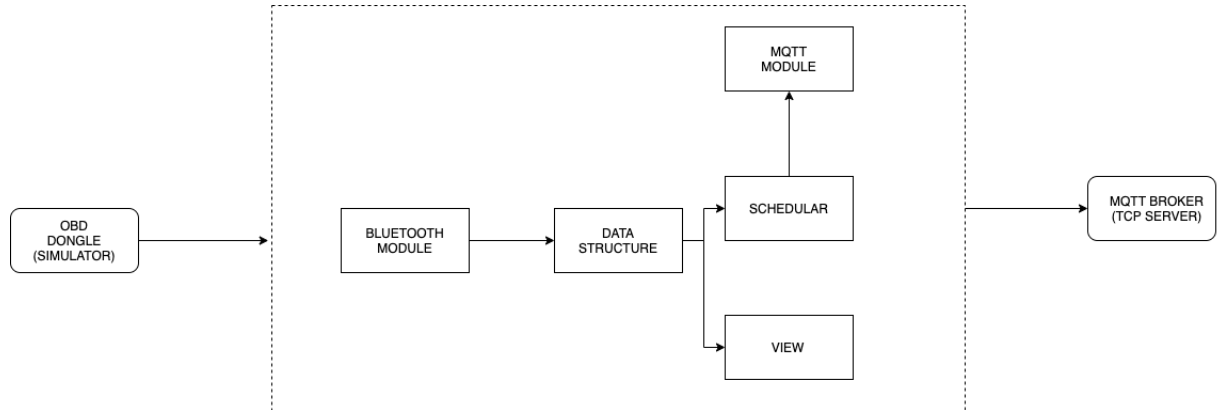 MQTT
MODULE
OBD
DONGLE
(SIMULATOR)
BLUETOOTH
MODULE
DATA
STRUCTURE
SCHEDULAR
VIEW
MQTT BROKER
(TCP SERVER)